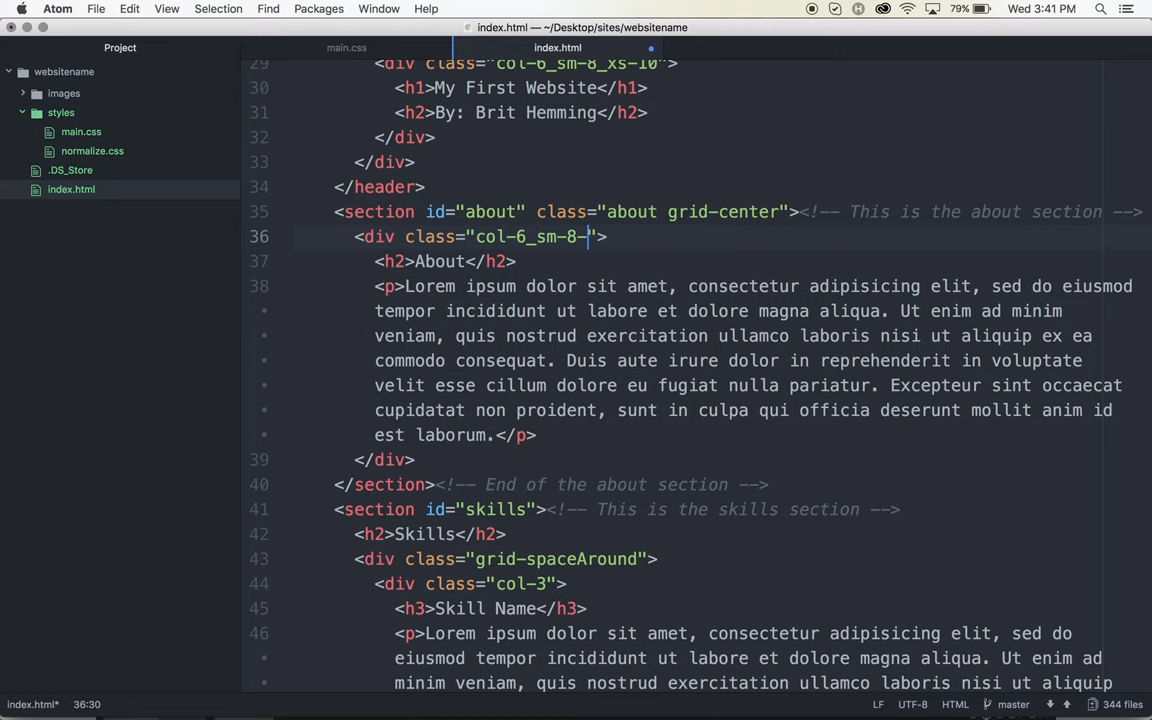 Atom File Edit View Selection Find Packages Window Help 79% Wed 3:41 PM
index.html — ~/Desktop/sites/websitename
Project main.css index.html
websitename
images
styles
main.css
normalize.css
.DS_Store
index.html
29 <div class="col-6_sm-8_xs-10">
30 <h1>My First Website</h1>
31 <h2>By: Brit Hemming</h2>
32 </div>
33 </div>
34 </header>
35 <section id="about" class="about grid-center"><!-- This is the about section -->
36 <div class="col-6_sm-8-">
37 <h2>About</h2>
38 <p>Lorem ipsum dolor sit amet, consectetur adipisicing elit, sed do eiusmod
tempor incididunt ut labore et dolore magna aliqua. Ut enim ad minim
veniam, quis nostrud exercitation ullamco laboris nisi ut aliquip ex ea
commodo consequat. Duis aute irure dolor in reprehenderit in voluptate
velit esse cillum dolore eu fugiat nulla pariatur. Excepteur sint occaecat
cupidatat non proident, sunt in culpa qui officia deserunt mollit anim id
est laborum.</p>
39 </div>
40 </section><!-- End of the about section -->
41 <section id="skills"><!-- This is the skills section -->
42 <h2>Skills</h2>
43 <div class="grid-spaceAround">
44 <div class="col-3">
45 <h3>Skill Name</h3>
46 <p>Lorem ipsum dolor sit amet, consectetur adipisicing elit, sed do
eiusmod tempor incididunt ut labore et dolore magna aliqua. Ut enim ad
minim veniam, quis nostrud exercitation ullamco laboris nisi ut aliquip
index.html* 36:30 LF UTF-8 HTML master 344 files